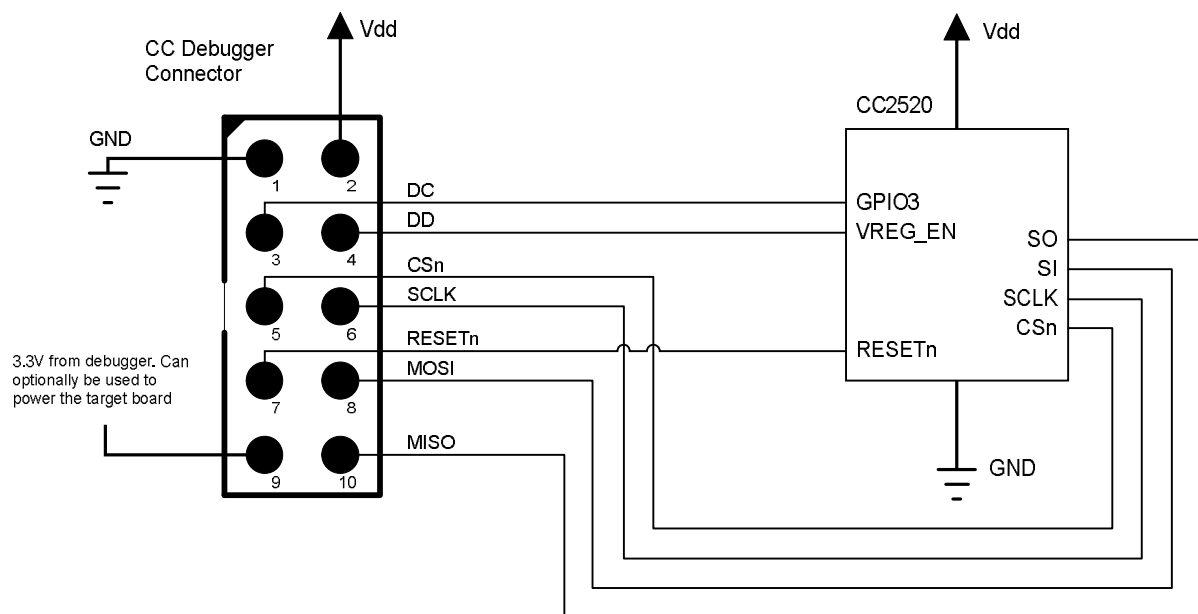 CC Debugger
Connector
Vdd
GND
1
2
3
4
5
6
7
8
9
10
DC
DD
CSn
SCLK
RESETn
MOSI
MISO
3.3V from debugger. Can
optionally be used to
power the target board
Vdd
CC2520
GPIO3
VREG_EN
RESETn
SO
SI
SCLK
CSn
GND